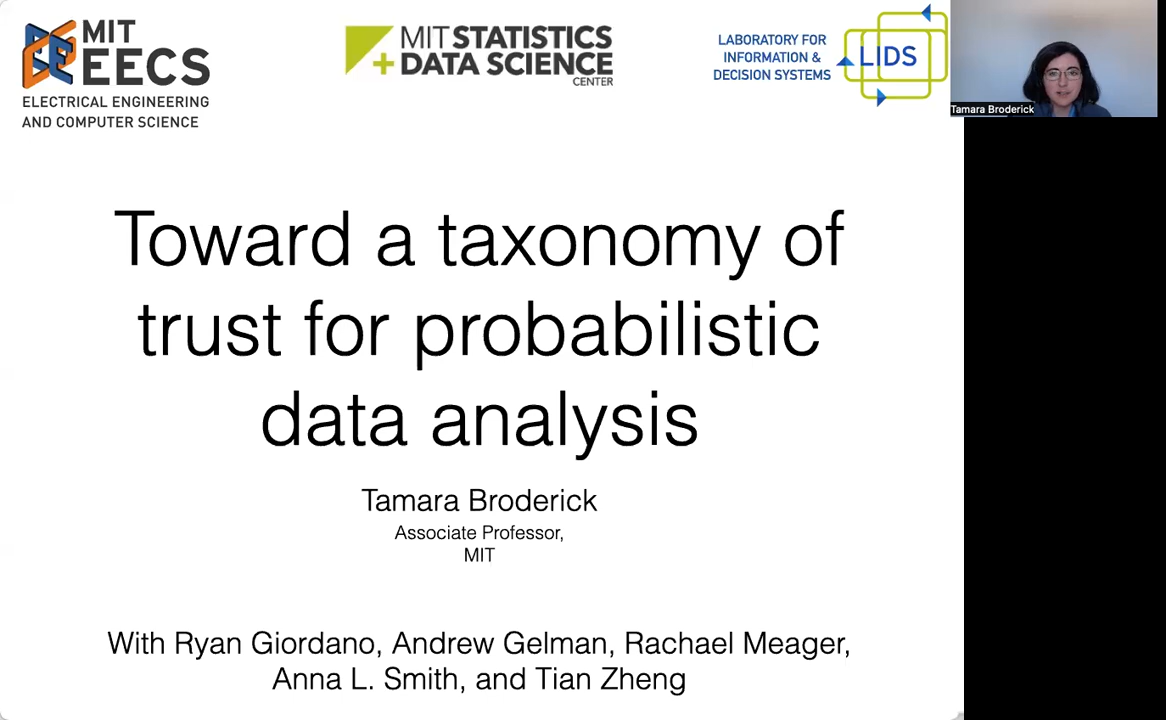 MIT
EECS
ELECTRICAL ENGINEERING
AND COMPUTER SCIENCE
MIT STATISTICS
+ DATA SCIENCE
CENTER
LABORATORY FOR
INFORMATION &
DECISION SYSTEMS
LIDS
Tamara Broderick
Toward a taxonomy of
trust for probabilistic
data analysis
Tamara Broderick
Associate Professor,
MIT
With Ryan Giordano, Andrew Gelman, Rachael Meager,
Anna L. Smith, and Tian Zheng